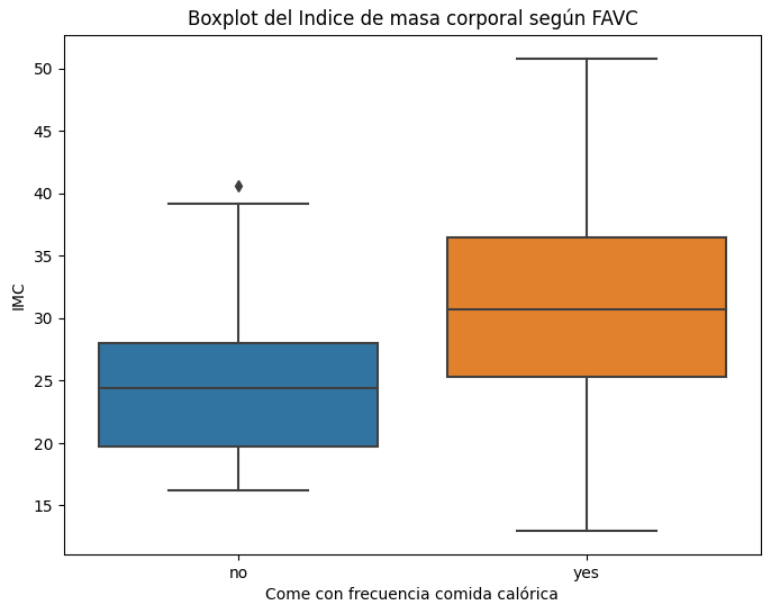 Boxplot del Indice de masa corporal según FAVC
50
45
40
35
30
25
20
15
IMC
no
yes
Come con frecuencia comida calórica